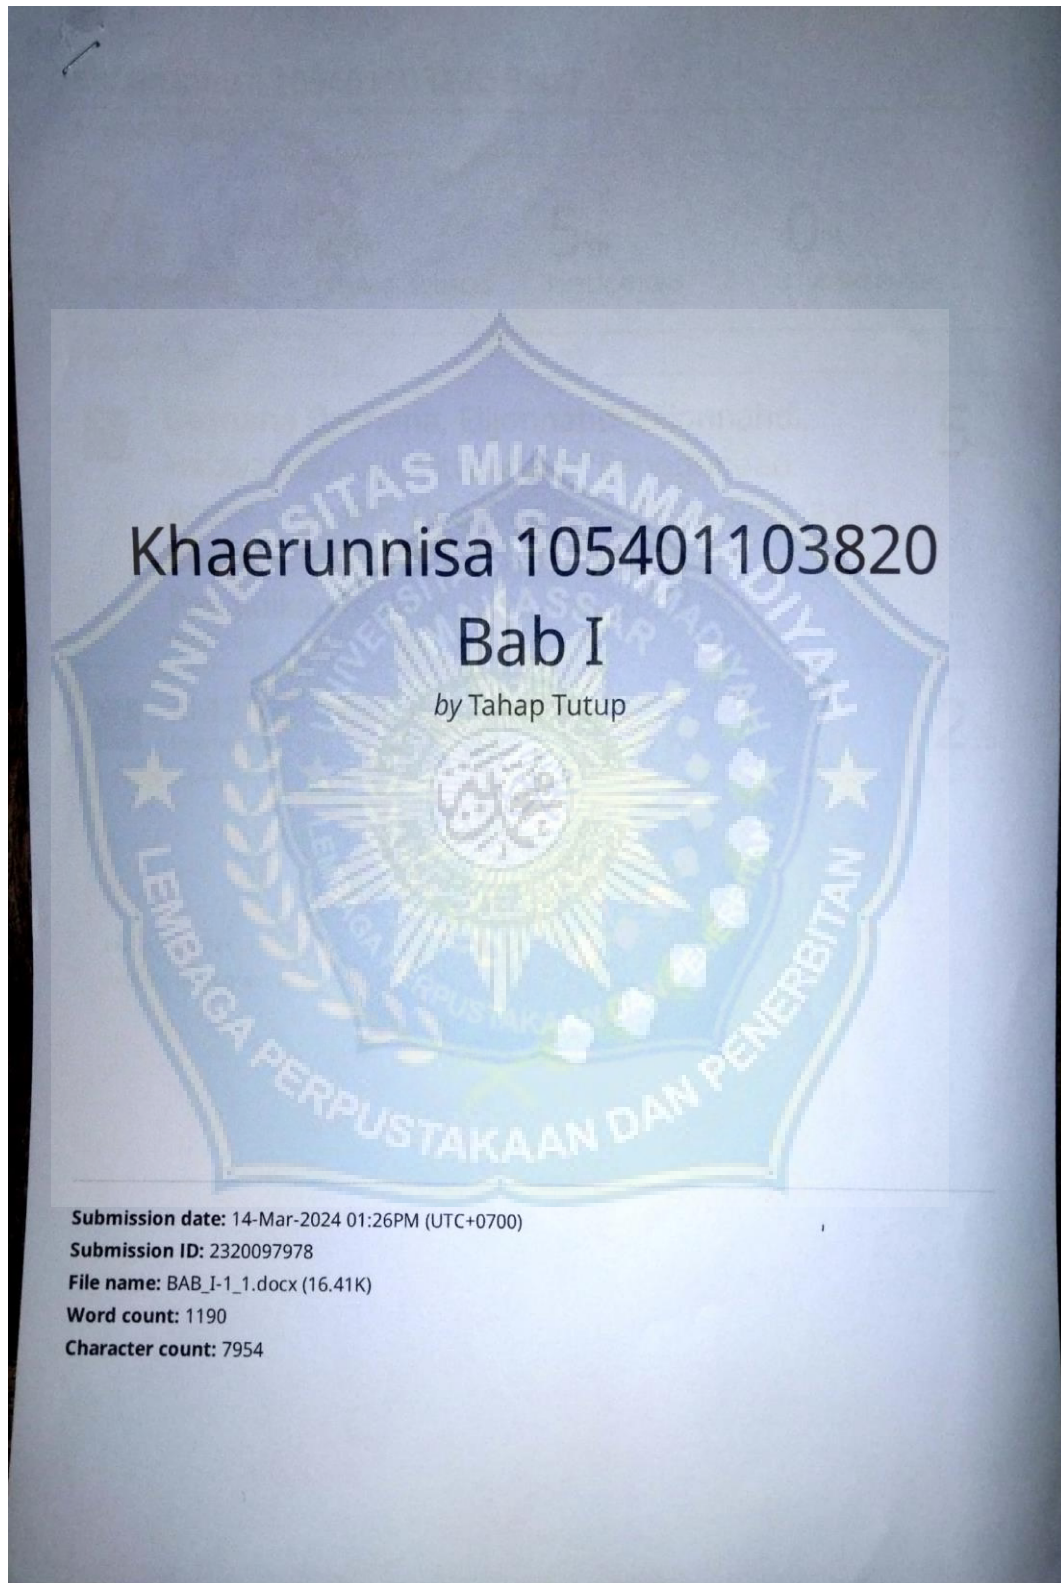 UNIVERSITAS MUHAMMADIYAH
MAKASSAR
Khaerunnisa 105401103820
Bab I
by Tahap Tutup
LEMBAGA PERPUSTAKAAN DAN PENERBITAN
Submission date: 14-Mar-2024 01:26PM (UTC+0700)
Submission ID: 2320097978
File name: BAB_I-1_1.docx (16.41K)
Word count: 1190
Character count: 7954